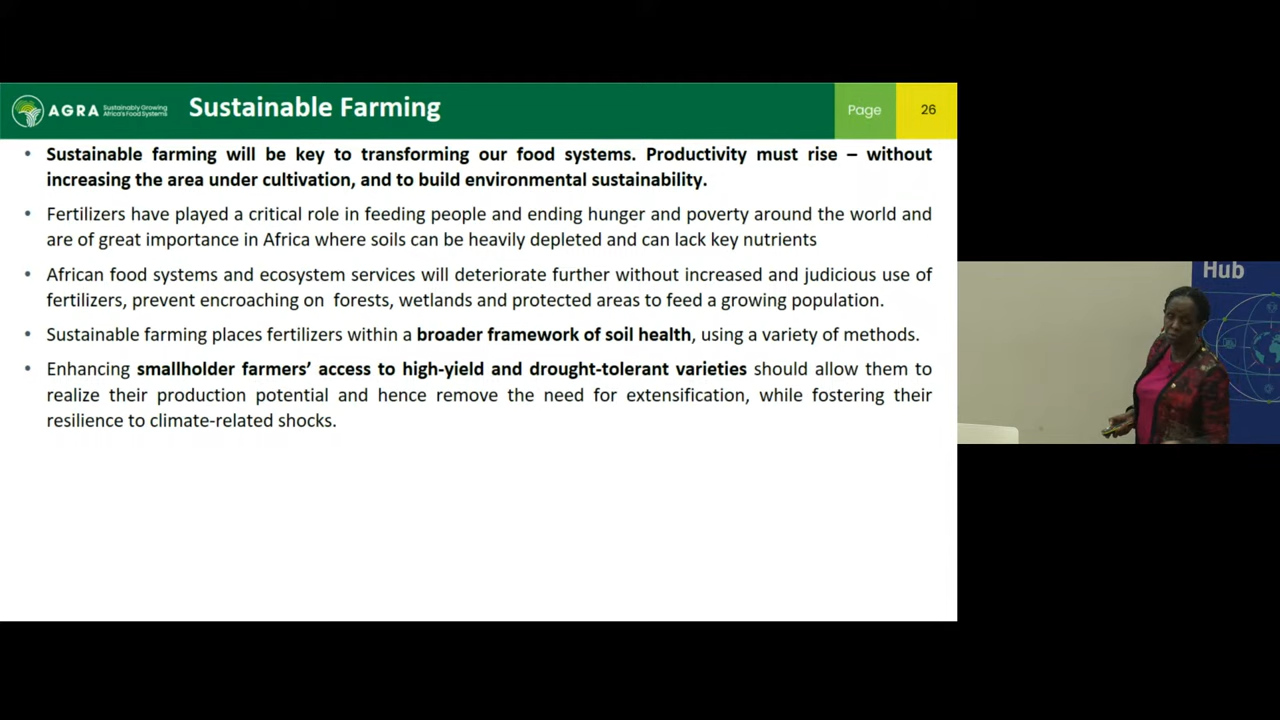 AGRA
Sustainably Growing
Africa's Food Systems
Sustainable Farming
Page
26
• Sustainable farming will be key to transforming our food systems. Productivity must rise – without
increasing the area under cultivation, and to build environmental sustainability.
• Fertilizers have played a critical role in feeding people and ending hunger and poverty around the world and
are of great importance in Africa where soils can be heavily depleted and can lack key nutrients
• African food systems and ecosystem services will deteriorate further without increased and judicious use of
fertilizers, prevent encroaching on forests, wetlands and protected areas to feed a growing population.
• Sustainable farming places fertilizers within a broader framework of soil health, using a variety of methods.
• Enhancing smallholder farmers’ access to high-yield and drought-tolerant varieties should allow them to
realize their production potential and hence remove the need for extensification, while fostering their
resilience to climate-related shocks.
Hub